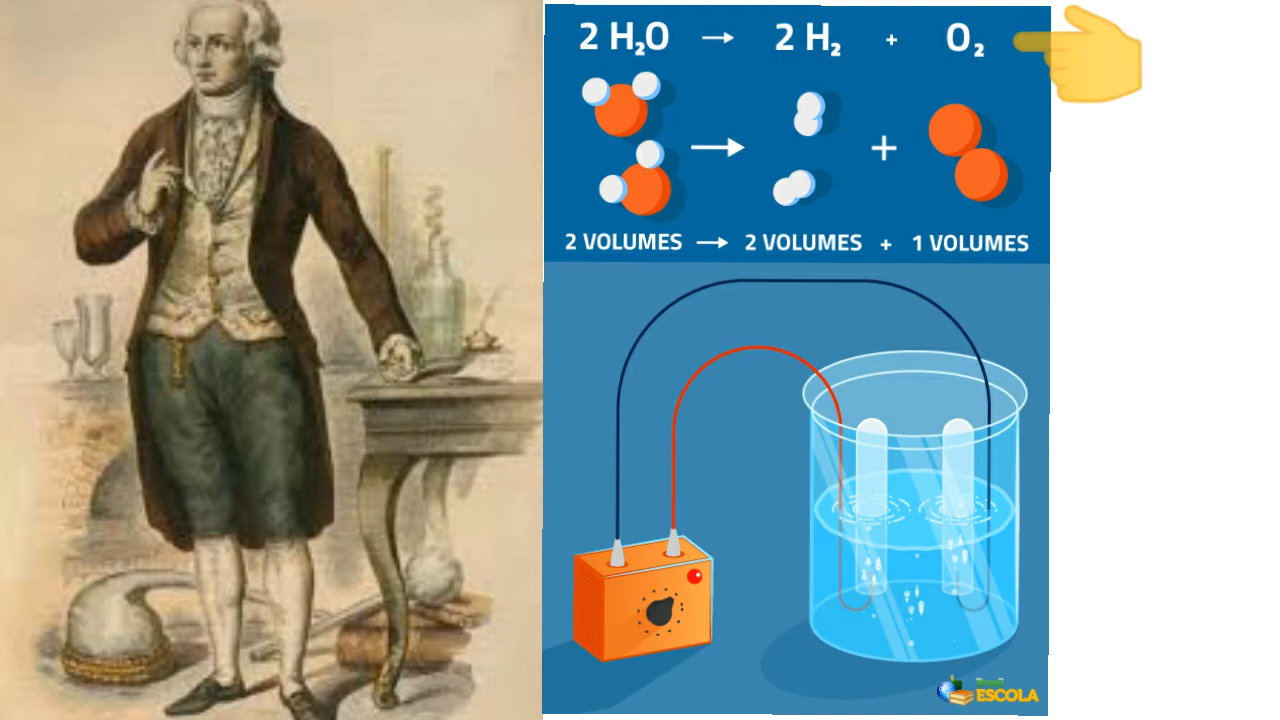 2 H₂O → 2 H₂ + O₂
2 VOLUMES → 2 VOLUMES + 1 VOLUMES
ESCOLA